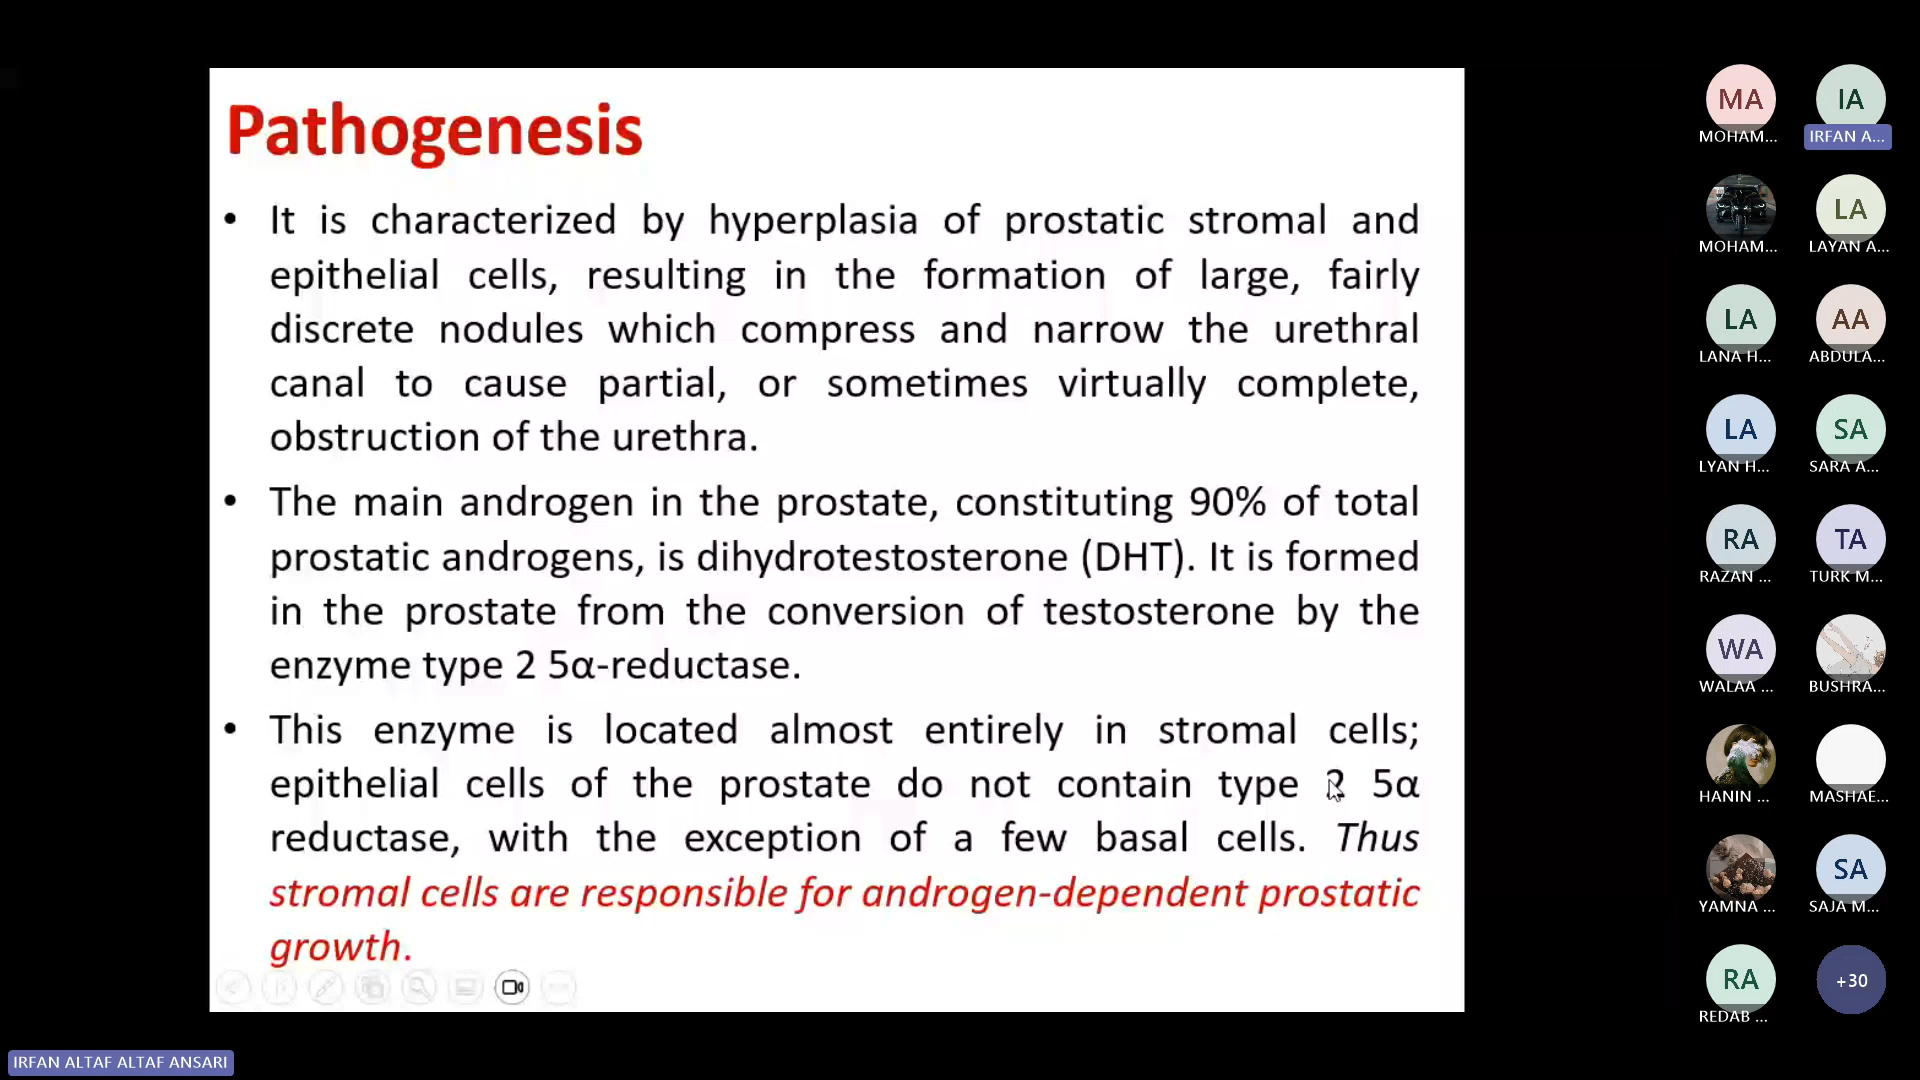 Pathogenesis
• It is characterized by hyperplasia of prostatic stromal and
epithelial cells, resulting in the formation of large, fairly
discrete nodules which compress and narrow the urethral
canal to cause partial, or sometimes virtually complete,
obstruction of the urethra.
• The main androgen in the prostate, constituting 90% of total
prostatic androgens, is dihydrotestosterone (DHT). It is formed
in the prostate from the conversion of testosterone by the
enzyme type 2 5α-reductase.
• This enzyme is located almost entirely in stromal cells;
epithelial cells of the prostate do not contain type 2 5α
reductase, with the exception of a few basal cells. Thus
stromal cells are responsible for androgen-dependent prostatic
growth.
MA IA
MOHAM... IRFAN A...
LA
MOHAM... LAYAN A...
LA AA
LANA H... ABDULA...
LA SA
LYAN H... SARA A...
RA TA
RAZAN ... TURK M...
WA
WALAA ... BUSHRA...
HANIN ... MASHAE...
SA
YAMNA ... SAJA M...
RA +30
REDAB ...
IRFAN ALTAF ALTAF ANSARI